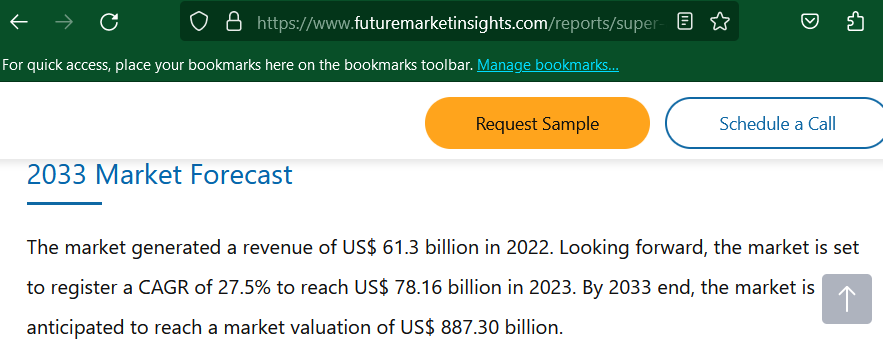 https://www.futuremarketinsights.com/reports/super-
For quick access, place your bookmarks here on the bookmarks toolbar. Manage bookmarks...
Request Sample
Schedule a Call
2033 Market Forecast
The market generated a revenue of US$ 61.3 billion in 2022. Looking forward, the market is set
to register a CAGR of 27.5% to reach US$ 78.16 billion in 2023. By 2033 end, the market is
anticipated to reach a market valuation of US$ 887.30 billion.